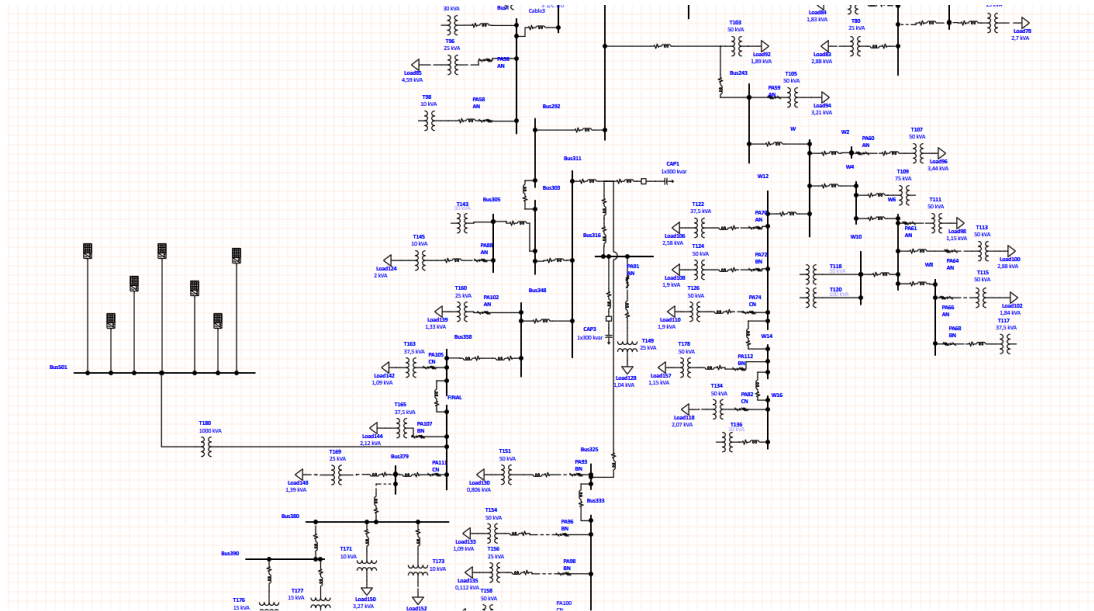 30 kVA
Cable3
T96
25 kVA
Load85
4,59 kVA
AN
T98
10 kVA
PA58
AN
Bus292
T103
50 kVA
Load92
1,89 kVA
1,83 kVA
T80
25 kVA
Load83
2,88 kVA
Load78
2,7 kVA
Bus243
T105
50 kVA
PA59
Load94
3,21 kVA
W
W2
PA60
AN
W4
T107
50 kVA
Load96
3,44 kVA
T109
75 kVA
W6
T111
50 kVA
PA61
AN
Load98
1,15 kVA
T113
50 kVA
Load100
2,88 kVA
PA64
AN
W10
W8
T115
50 kVA
Load102
1,84 kVA
PA66
AN
T117
37,5 kVA
PA68
BN
T118
T120
W12
Bus311
CAP1
1x300 kvar
Bus303
Bus305
T143
T145
10 kVA
Load124
2 kVA
PA88
AN
Bus316
PA91
BN
T122
37,5 kVA
PA70
AN
Load106
2,58 kVA
T124
50 kVA
PA72
BN
Load108
1,9 kVA
T126
50 kVA
PA74
CN
Load110
1,9 kVA
W14
T160
25 kVA
PA102
AN
Load139
1,33 kVA
Bus348
CAP3
1x300 kvar
T149
25 kVA
Load128
1,04 kVA
T178
50 kVA
PA112
BN
Load157
1,15 kVA
T134
50 kVA
PA82
CN
W16
Load118
2,07 kVA
T136
Bus358
T163
37,5 kVA
PA105
CN
Load142
1,09 kVA
FINAL
T165
37,5 kVA
PA107
BN
Load144
2,12 kVA
Bus501
T180
1000 kVA
T169
25 kVA
Load148
1,39 kVA
Bus379
PA111
CN
T151
50 kVA
Load130
0,806 kVA
PA93
BN
Bus325
Bus333
Bus380
T154
50 kVA
PA96
BN
Load133
1,09 kVA
T156
25 kVA
PA98
BN
Load135
0,112 kVA
T158
50 kVA
PA100
CN
Bus390
T171
10 kVA
T173
10 kVA
Load150
3,27 kVA
Load152
T176
15 kVA
T177
15 kVA